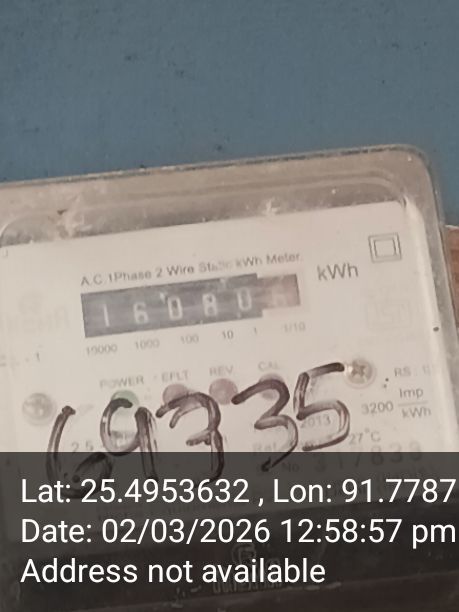 A.C.1Phase 2 Wire Static kWh Meter.
kWh
16080
10000 1000 100 10 1 1/10
POWER EFLT REV. CAL
69335
3200 Imp
kWh
2013
27°C
Lat: 25.4953632 , Lon: 91.7787
Date: 02/03/2026 12:58:57 pm
Address not available